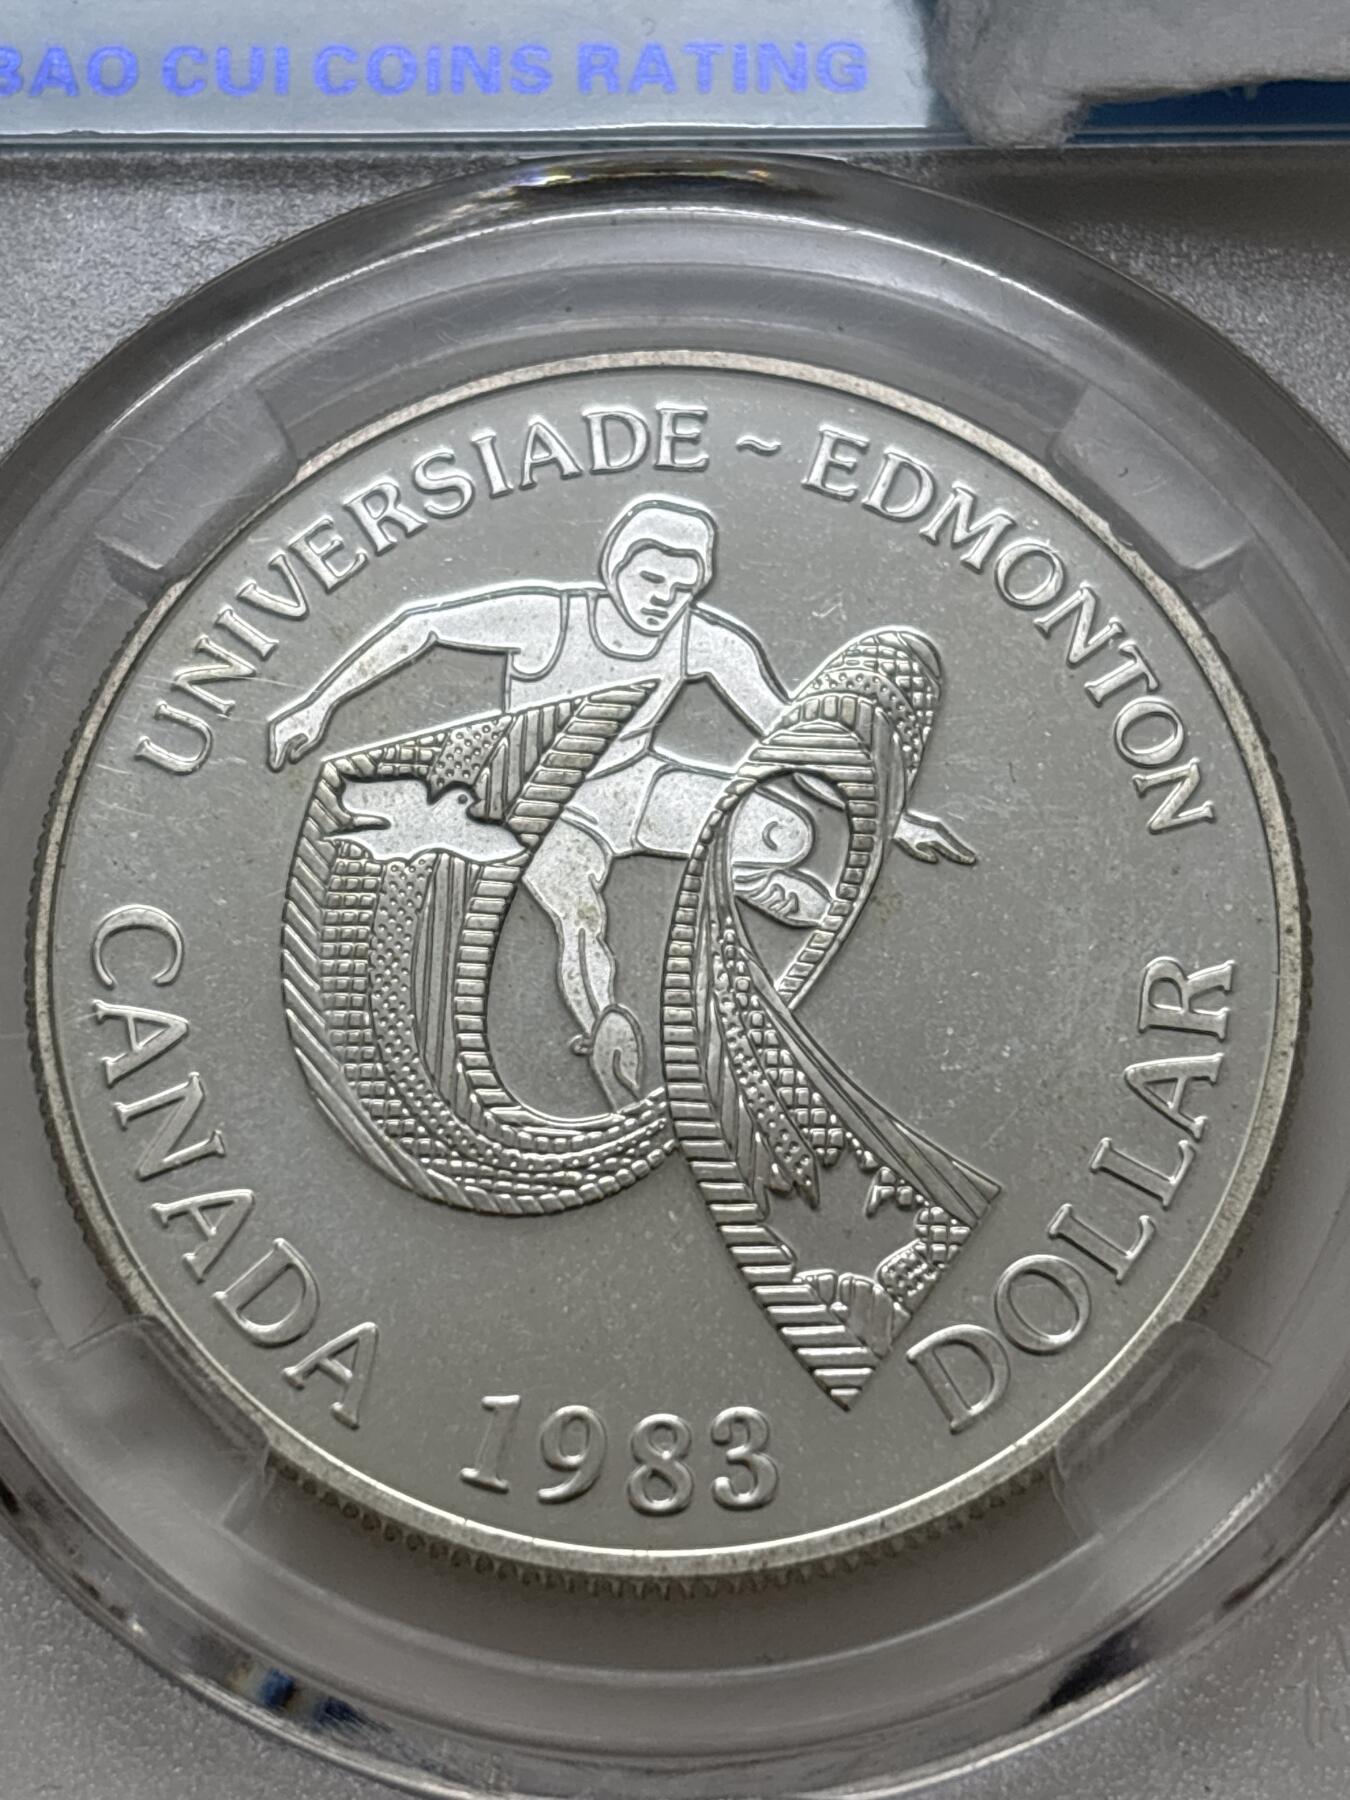 BAO CUI COINS RATING
UNIVERSIADE ~ EDMONTON
CANADA
DOLLAR
1983